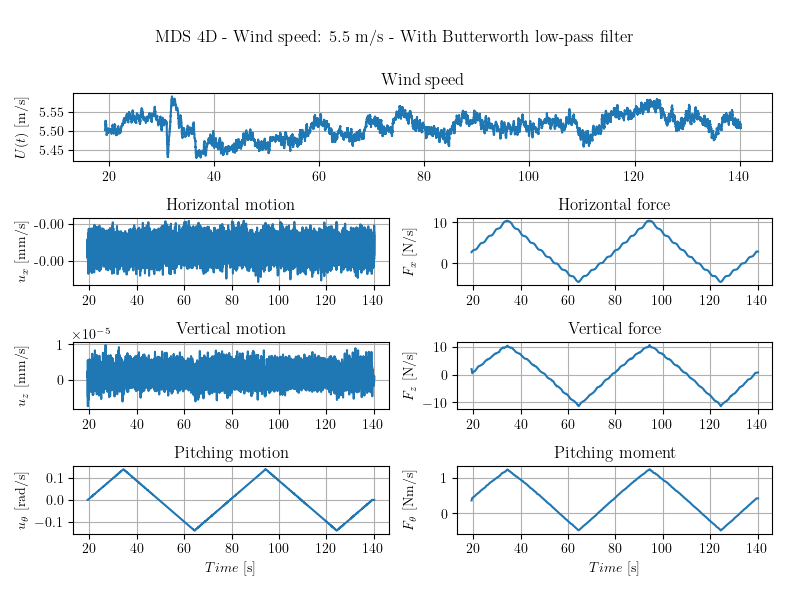 MDS 4D - Wind speed: 5.5 m/s - With Butterworth low-pass filter
Wind speed
U(t) [m/s]
5.55
5.50
5.45
20 40 60 80 100 120 140
Horizontal motion
u_x [mm/s]
-0.00
-0.00
20 40 60 80 100 120 140
Horizontal force
F_x [N/s]
10
0
20 40 60 80 100 120 140
Vertical motion
×10⁻⁵
u_z [mm/s]
1
0
20 40 60 80 100 120 140
Vertical force
F_z [N/s]
10
0
−10
20 40 60 80 100 120 140
Pitching motion
u_θ [rad/s]
0.1
0.0
−0.1
20 40 60 80 100 120 140
Time [s]
Pitching moment
F_θ [Nm/s]
1
0
20 40 60 80 100 120 140
Time [s]